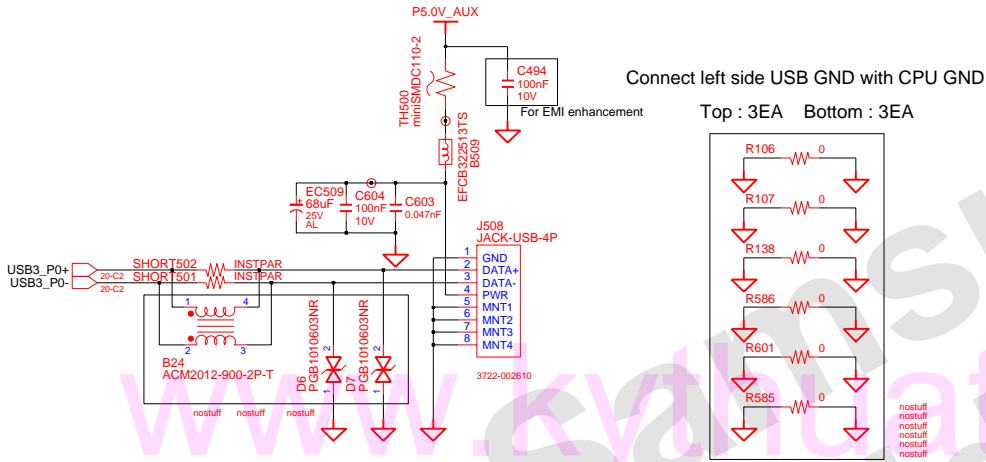 P5.0V_AUX
TH500
miniSMDC110-2
C494
100nF
10V
For EMI enhancement
EFCB322513TS
B509
EC509
68uF
25V
AL
C604
100nF
10V
C603
0.047nF
J508
JACK-USB-4P
1 GND
2 DATA+
3 DATA-
4 PWR
5 MNT1
6 MNT2
7 MNT3
8 MNT4
3722-002610
USB3_P0+
20-C2
SHORT502
INSTPAR
USB3_P0-
20-C2
SHORT501
INSTPAR
1 4
2 3
B24
ACM2012-900-2P-T
D6
PGB1010603NR
2
1
D7
PGB1010603NR
2
1
nostuff nostuff nostuff
Connect left side USB GND with CPU GND
Top : 3EA Bottom : 3EA
R106 0
R107 0
R138 0
R586 0
R601 0
R585 0
nostuff
nostuff
nostuff
nostuff
nostuff
nostuff
www.kythuat
Sams